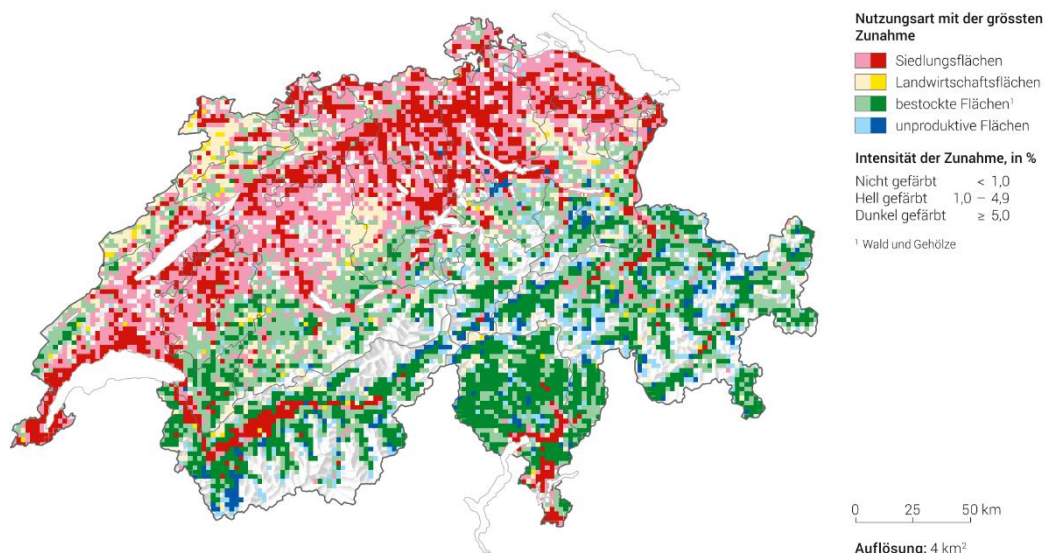 Nutzungsart mit der grössten
Zunahme
Siedlungsflächen
Landwirtschaftsflächen
bestockte Flächen¹
unproduktive Flächen
Intensität der Zunahme, in %
Nicht gefärbt < 1,0
Hell gefärbt 1,0 – 4,9
Dunkel gefärbt ≥ 5,0
¹ Wald und Gehölze
0 25 50 km
Auflösung: 4 km²